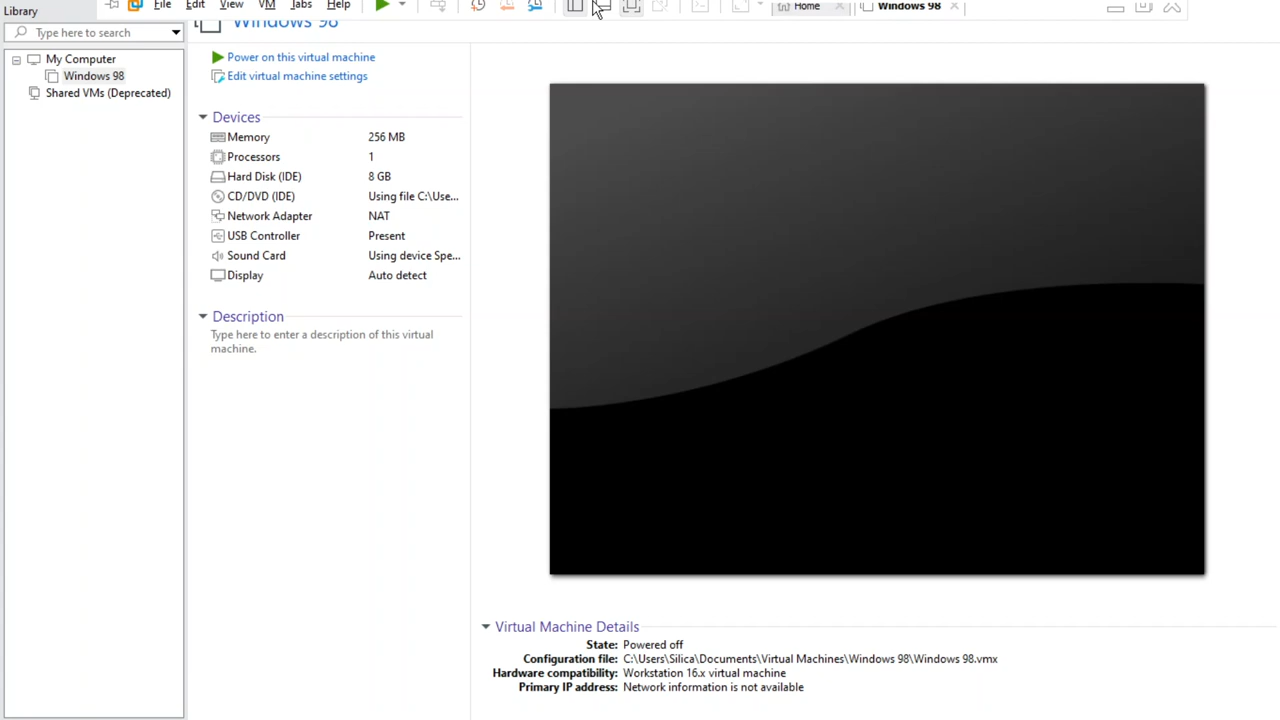 Library
File Edit View VM Tabs Help
Home
Windows 98
Type here to search
My Computer
Windows 98
Shared VMs (Deprecated)
Windows 98
Power on this virtual machine
Edit virtual machine settings
Devices
Memory 256 MB
Processors 1
Hard Disk (IDE) 8 GB
CD/DVD (IDE) Using file C:\Use...
Network Adapter NAT
USB Controller Present
Sound Card Using device Spe...
Display Auto detect
Description
Type here to enter a description of this virtual
machine.
Virtual Machine Details
State: Powered off
Configuration file: C:\Users\Silica\Documents\Virtual Machines\Windows 98\Windows 98.vmx
Hardware compatibility: Workstation 16.x virtual machine
Primary IP address: Network information is not available